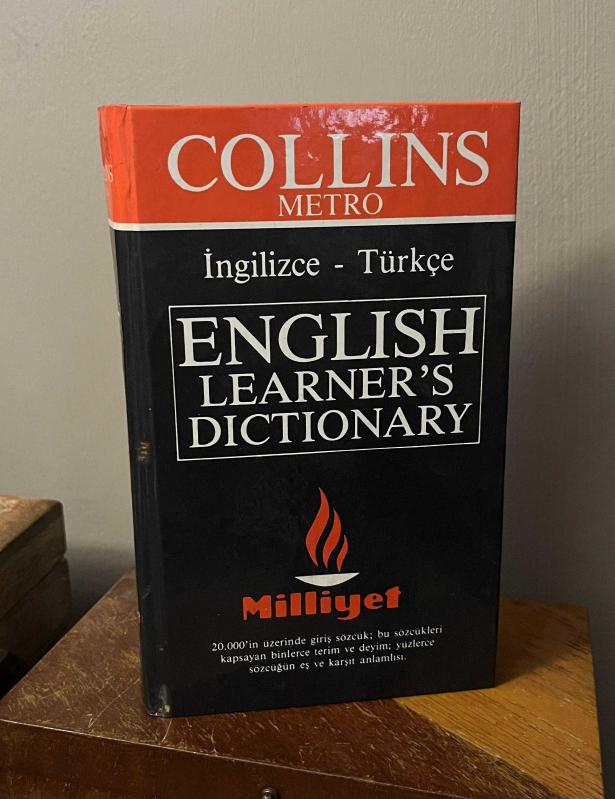 COLLINS
METRO
İngilizce - Türkçe
ENGLISH
LEARNER'S
DICTIONARY
Milliyet
20.000'in üzerinde giriş sözcük; bu sözcükleri
kapsayan binlerce terim ve deyim; yüzlerce
sözcüğün eş ve karşıt anlamlısı.